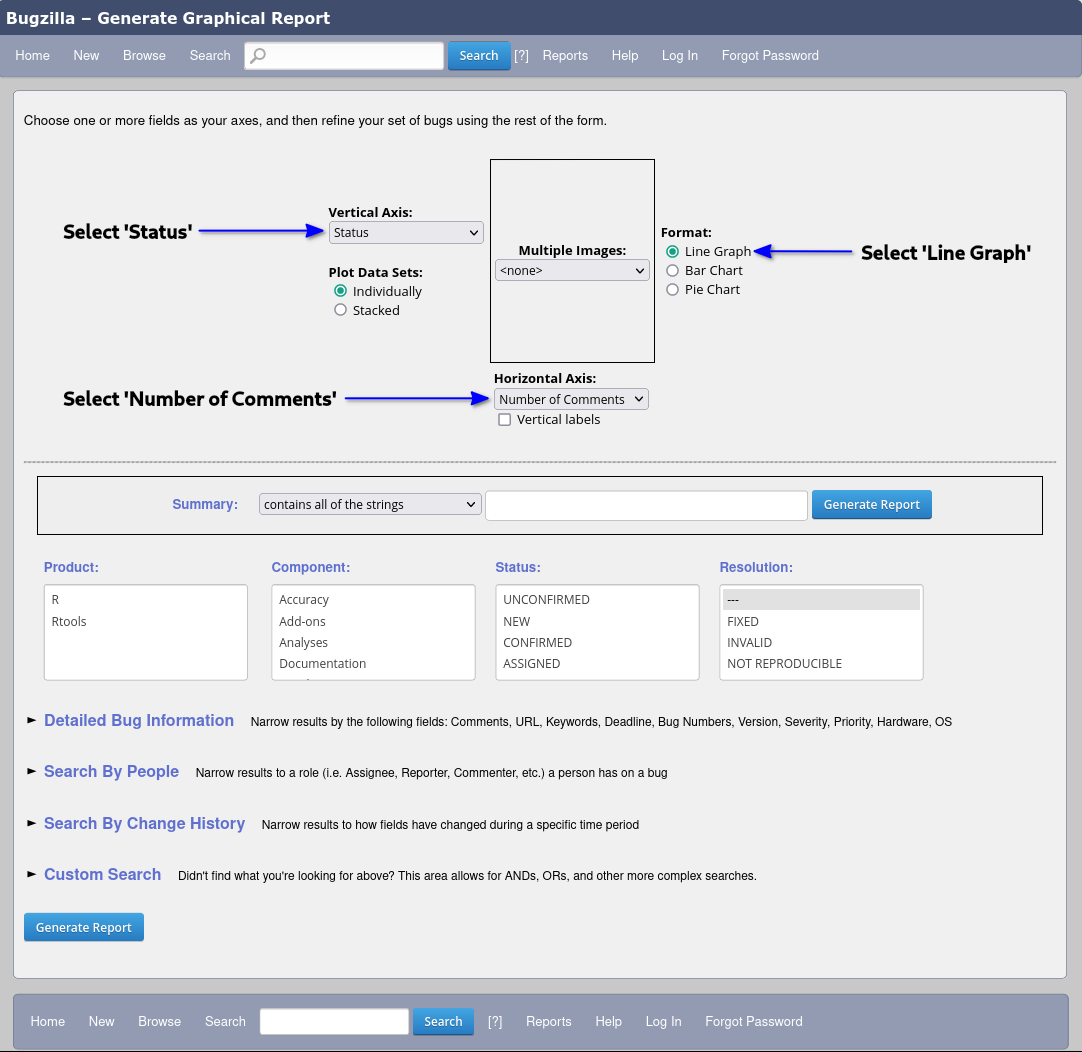 Bugzilla – Generate Graphical Report
Home New Browse Search Search [?] Reports Help Log In Forgot Password
Choose one or more fields as your axes, and then refine your set of bugs using the rest of the form.
Vertical Axis:
Select 'Status'
Status
Plot Data Sets:
Individually
Stacked
Multiple Images:
<none>
Format:
Line Graph
Select 'Line Graph'
Bar Chart
Pie Chart
Horizontal Axis:
Select 'Number of Comments'
Number of Comments
Vertical labels
Summary: contains all of the strings Generate Report
Product:
R
Rtools
Component:
Accuracy
Add-ons
Analyses
Documentation
Status:
UNCONFIRMED
NEW
CONFIRMED
ASSIGNED
Resolution:
---
FIXED
INVALID
NOT REPRODUCIBLE
Detailed Bug Information Narrow results by the following fields: Comments, URL, Keywords, Deadline, Bug Numbers, Version, Severity, Priority, Hardware, OS
Search By People Narrow results to a role (i.e. Assignee, Reporter, Commenter, etc.) a person has on a bug
Search By Change History Narrow results to how fields have changed during a specific time period
Custom Search Didn't find what you're looking for above? This area allows for ANDs, ORs, and other more complex searches.
Generate Report
Home New Browse Search Search [?] Reports Help Log In Forgot Password